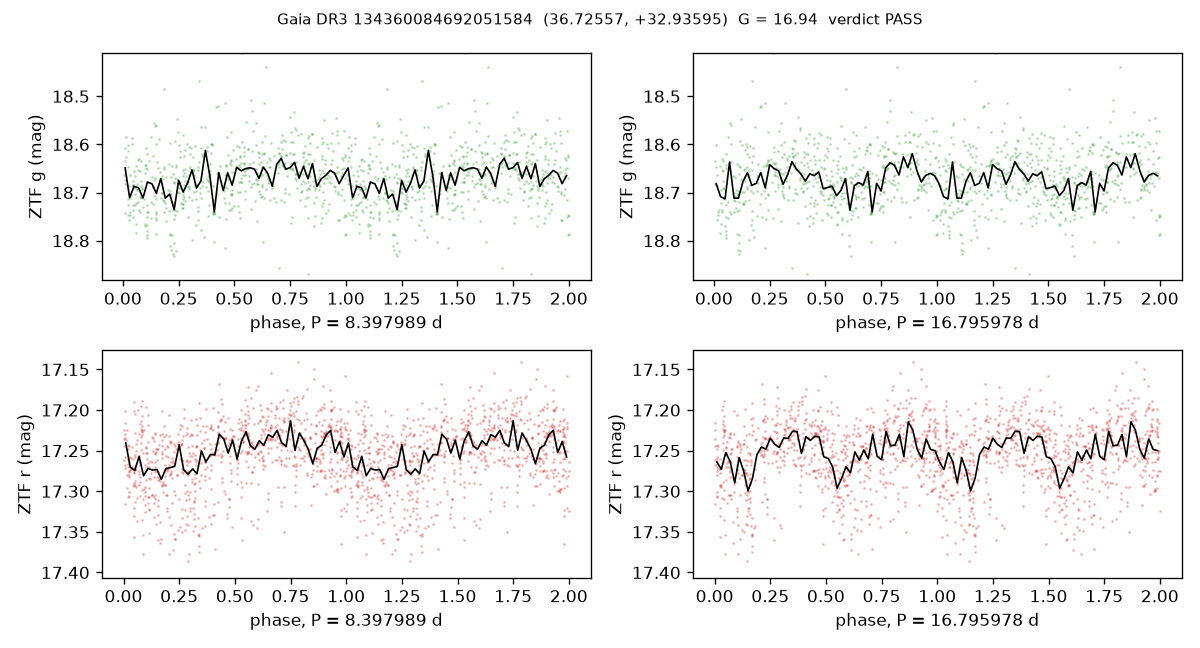 Gaia DR3 134360084692051584  (36.72557, +32.93595)  G = 16.94  verdict PASS
ZTF g (mag)
18.5
18.6
18.7
18.8
0.00 0.25 0.50 0.75 1.00 1.25 1.50 1.75 2.00
phase, P = 8.397989 d
ZTF g (mag)
18.5
18.6
18.7
18.8
0.00 0.25 0.50 0.75 1.00 1.25 1.50 1.75 2.00
phase, P = 16.795978 d
ZTF r (mag)
17.15
17.20
17.25
17.30
17.35
17.40
0.00 0.25 0.50 0.75 1.00 1.25 1.50 1.75 2.00
phase, P = 8.397989 d
ZTF r (mag)
17.15
17.20
17.25
17.30
17.35
17.40
0.00 0.25 0.50 0.75 1.00 1.25 1.50 1.75 2.00
phase, P = 16.795978 d